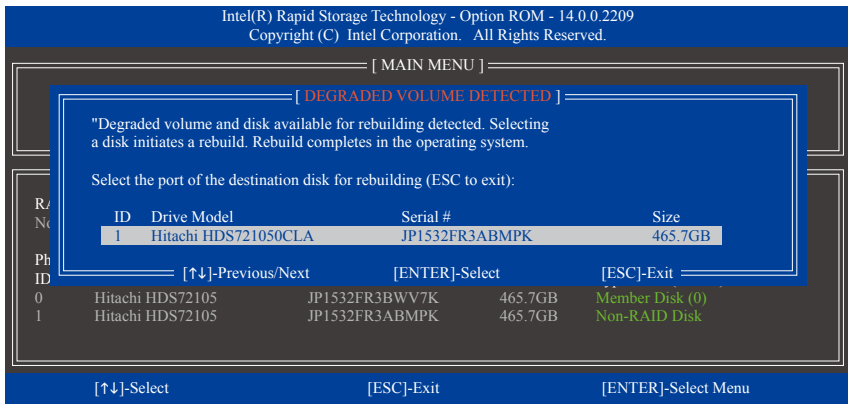 Intel(R) Rapid Storage Technology - Option ROM - 14.0.0.2209
Copyright (C) Intel Corporation. All Rights Reserved.
[ MAIN MENU ]
[ DEGRADED VOLUME DETECTED ]
"Degraded volume and disk available for rebuilding detected. Selecting
a disk initiates a rebuild. Rebuild completes in the operating system.
Select the port of the destination disk for rebuilding (ESC to exit):
ID Drive Model Serial # Size
1 Hitachi HDS721050CLA JP1532FR3ABMPK 465.7GB
[↑↓]-Previous/Next [ENTER]-Select [ESC]-Exit
ID
0 Hitachi HDS72105 JP1532FR3BWV7K 465.7GB Member Disk (0)
1 Hitachi HDS72105 JP1532FR3ABMPK 465.7GB Non-RAID Disk
[↑↓]-Select [ESC]-Exit [ENTER]-Select Menu